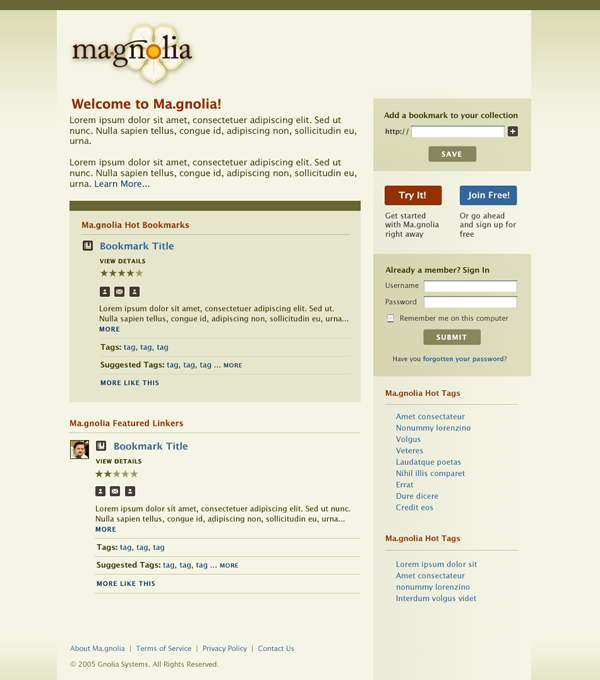 magnolia
Welcome to Ma.gnolia!
Lorem ipsum dolor sit amet, consectetuer adipiscing elit. Sed ut
nunc. Nulla sapien tellus, congue id, adipiscing non, sollicitudin eu,
urna.
Lorem ipsum dolor sit amet, consectetuer adipiscing elit. Sed ut
nunc. Nulla sapien tellus, congue id, adipiscing non, sollicitudin eu,
urna. Learn More...
Ma.gnolia Hot Bookmarks
Bookmark Title
VIEW DETAILS
Lorem ipsum dolor sit amet, consectetuer adipiscing elit. Sed ut.
Nulla sapien tellus, congue id, adipiscing non, sollicitudin eu, urna...
MORE
Tags: tag, tag, tag
Suggested Tags: tag, tag, tag ... MORE
MORE LIKE THIS
Ma.gnolia Featured Linkers
Bookmark Title
VIEW DETAILS
Lorem ipsum dolor sit amet, consectetuer adipiscing elit. Sed ut nunc.
Nulla sapien tellus, congue id, adipiscing non, sollicitudin eu, urna...
MORE
Tags: tag, tag, tag
Suggested Tags: tag, tag, tag ... MORE
MORE LIKE THIS
Add a bookmark to your collection
http://
SAVE
Try It!
Get started
with Ma.gnolia
right away
Join Free!
Or go ahead
and sign up for
free
Already a member? Sign In
Username
Password
Remember me on this computer
SUBMIT
Have you forgotten your password?
Ma.gnolia Hot Tags
Amet consectateur
Nonummy lorenzino
Volgus
Veteres
Laudatque poetas
Nihil illis comparet
Errat
Dure dicere
Credit eos
Ma.gnolia Hot Tags
Lorem ipsum dolor sit
Amet consectateur
nonummy lorenzino
Interdum volgus videt
About Ma.gnolia | Terms of Service | Privacy Policy | Contact Us
© 2005 Gnolia Systems. All Rights Reserved.